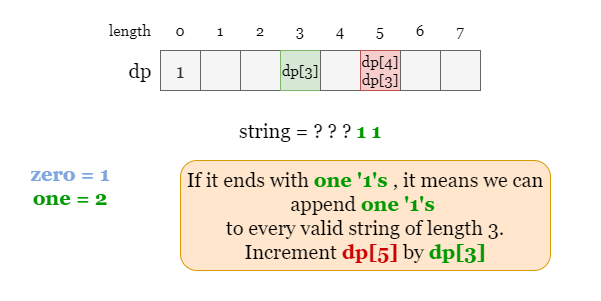 length 0 1 2 3 4 5 6 7
dp 1 dp[3] dp[4]
dp[3]
string = ? ? ? 1 1
zero = 1
one = 2
If it ends with one '1's , it means we can
append one '1's
to every valid string of length 3.
Increment dp[5] by dp[3]